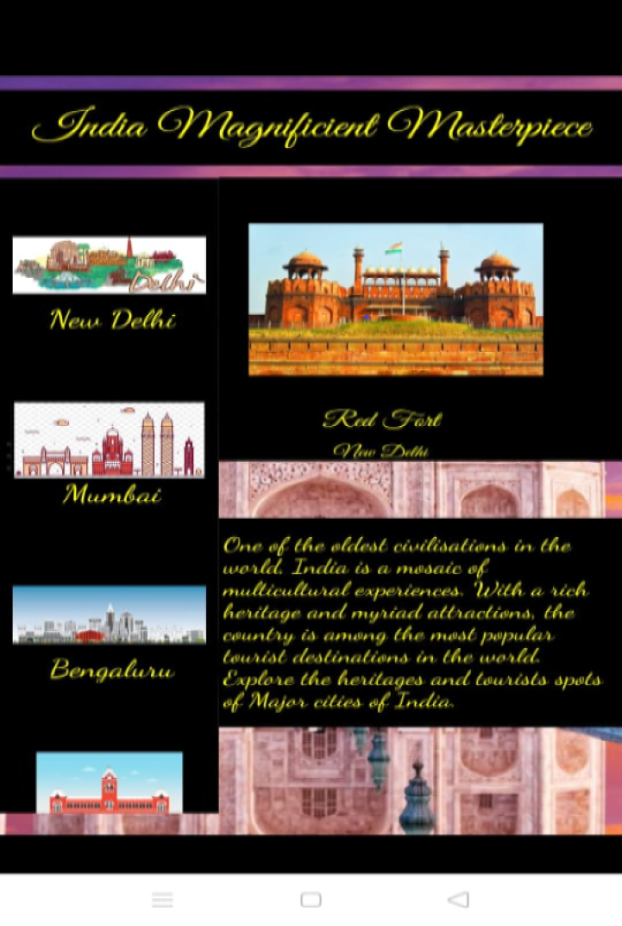 India Magnificient Masterpiece
Delhi
New Delhi
Mumbai
Bengaluru
Red Fort
New Delhi
One of the oldest civilisations in the
world, India is a mosaic of
multicultural experiences. With a rich
heritage and myriad attractions, the
country is among the most popular
tourist destinations in the world.
Explore the heritages and tourists spots
of Major cities of India.